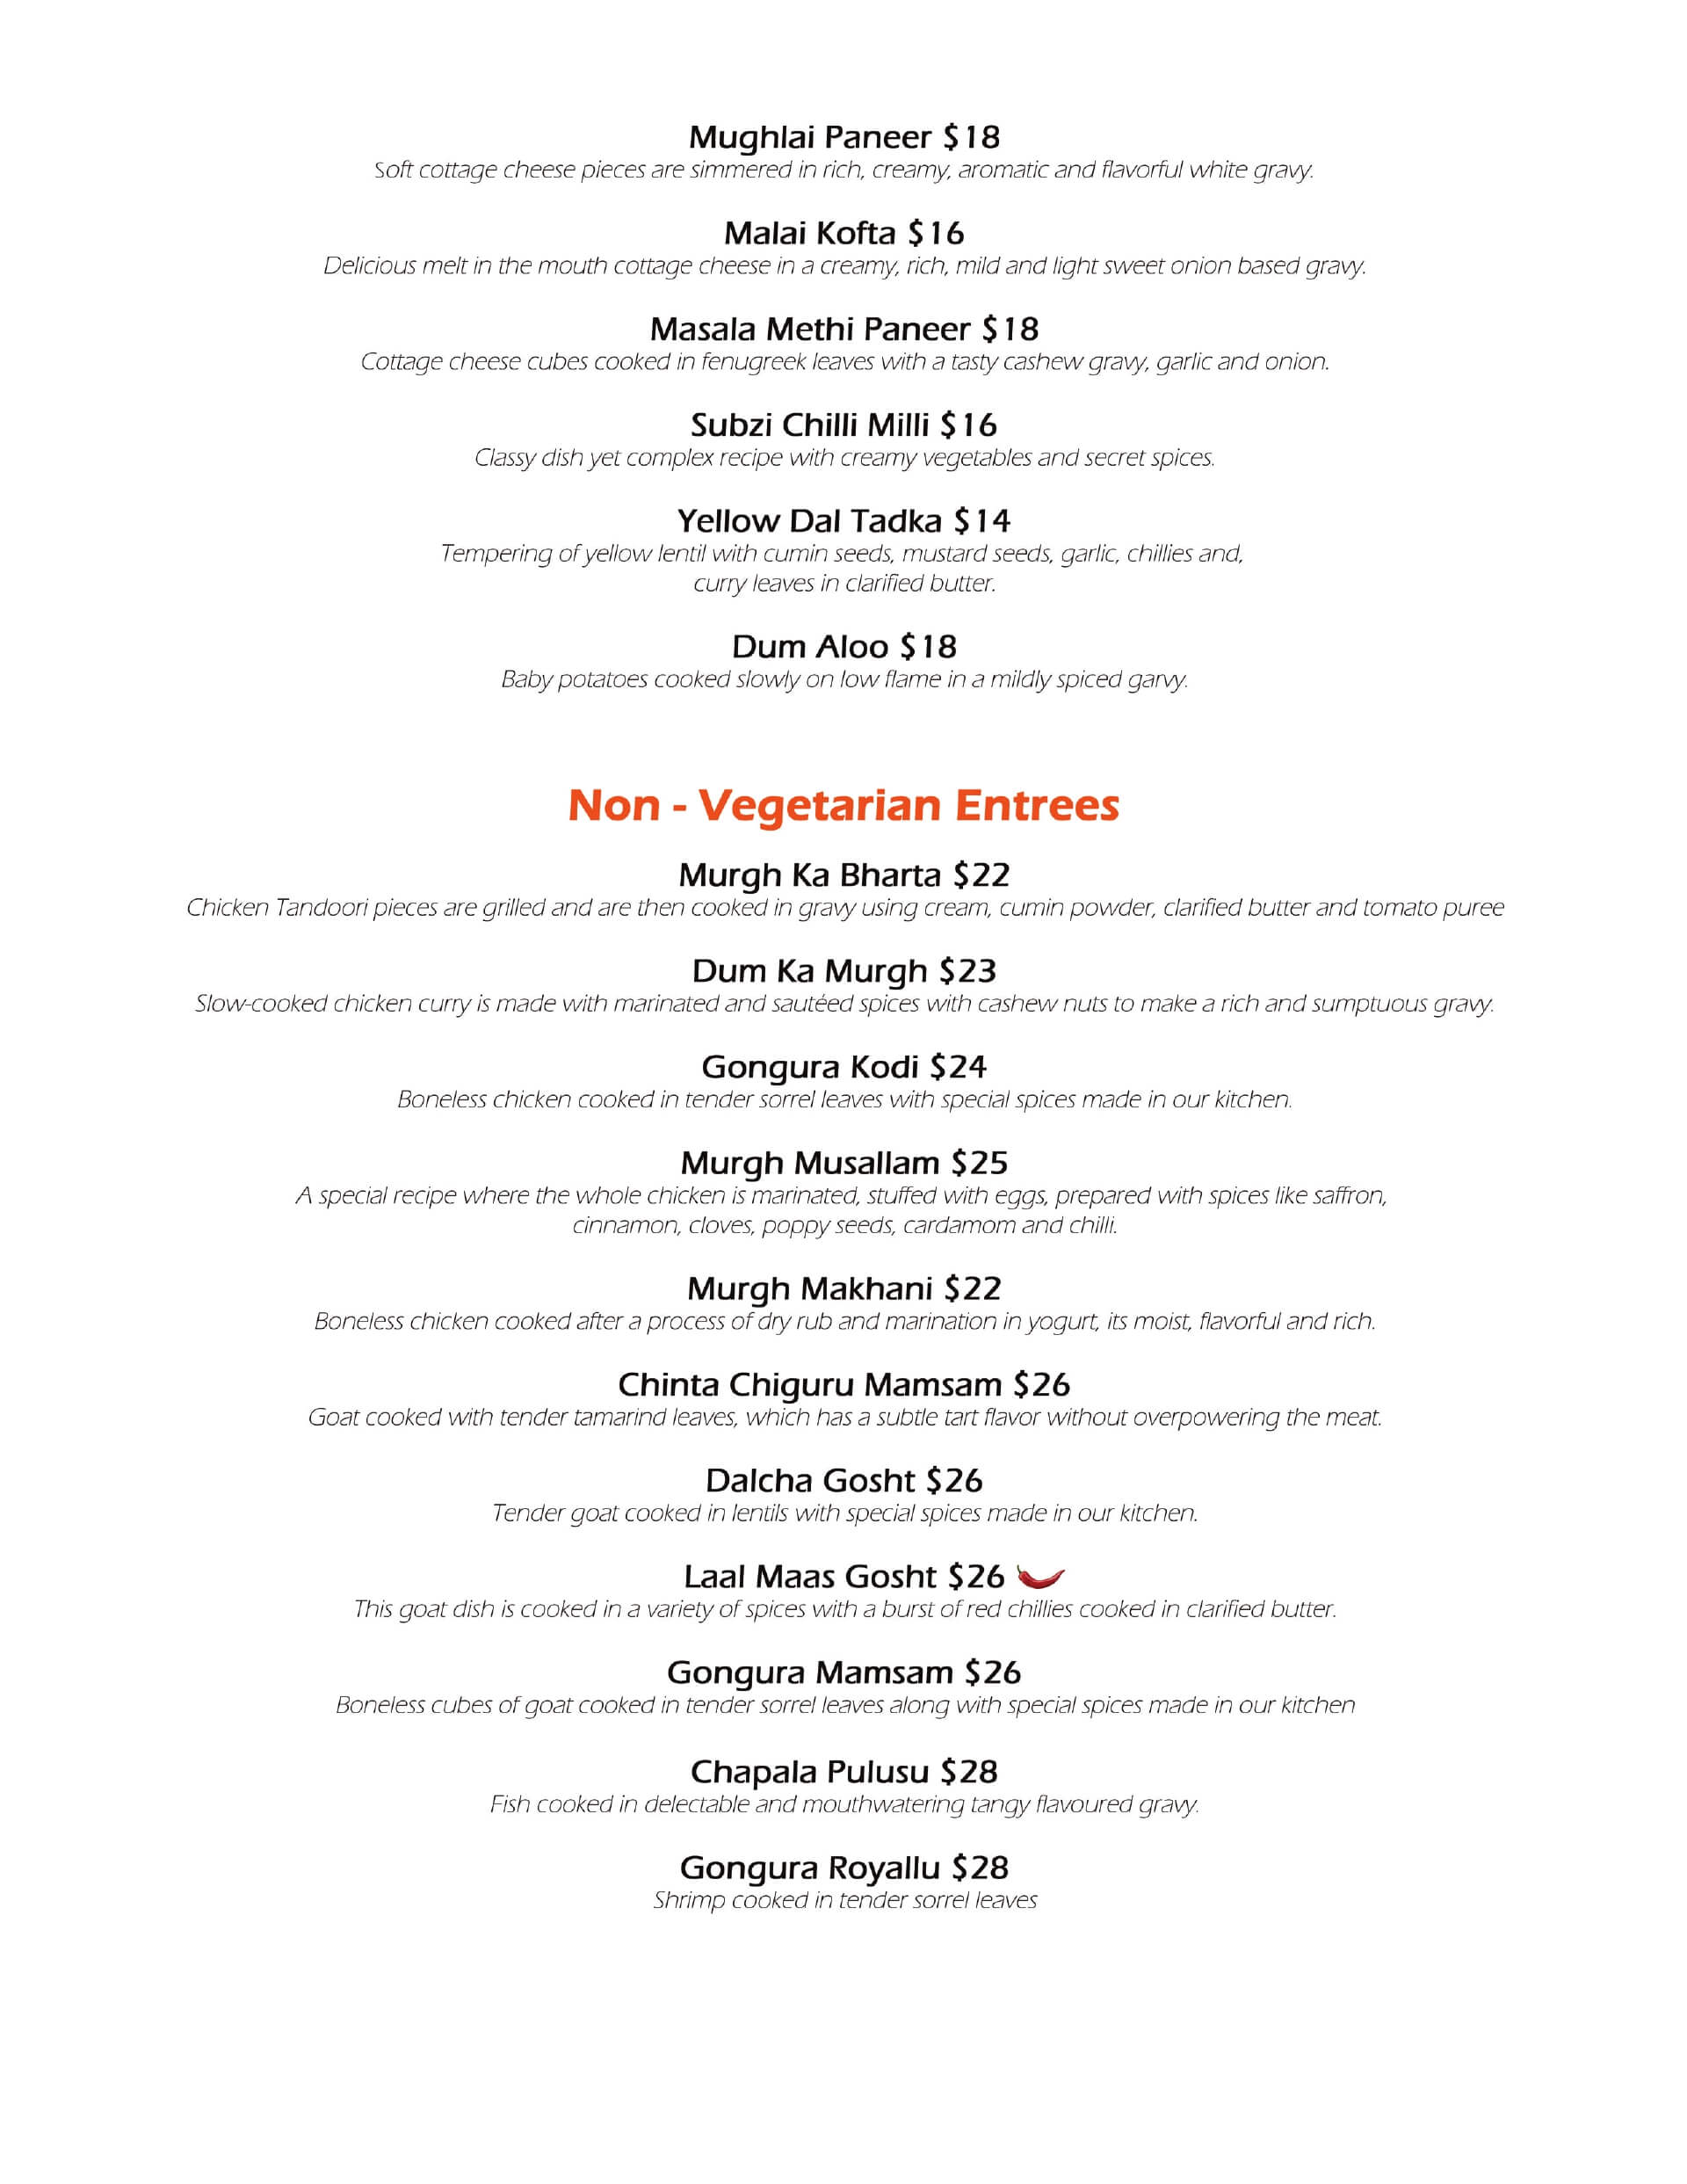 Mughlai Paneer $18
Soft cottage cheese pieces are simmered in rich, creamy, aromatic and flavorful white gravy.
Malai Kofta $16
Delicious melt in the mouth cottage cheese in a creamy, rich, mild and light sweet onion based gravy.
Masala Methi Paneer $18
Cottage cheese cubes cooked in fenugreek leaves with a tasty cashew gravy, garlic and onion.
Subzi Chilli Milli $16
Classy dish yet complex recipe with creamy vegetables and secret spices.
Yellow Dal Tadka $14
Tempering of yellow lentil with cumin seeds, mustard seeds, garlic, chillies and,
curry leaves in clarified butter.
Dum Aloo $18
Baby potatoes cooked slowly on low flame in a mildly spiced garvy.
Non - Vegetarian Entrees
Murgh Ka Bharta $22
Chicken Tandoori pieces are grilled and are then cooked in gravy using cream, cumin powder, clarified butter and tomato puree
Dum Ka Murgh $23
Slow-cooked chicken curry is made with marinated and sautéed spices with cashew nuts to make a rich and sumptuous gravy.
Gongura Kodi $24
Boneless chicken cooked in tender sorrel leaves with special spices made in our kitchen.
Murgh Musallam $25
A special recipe where the whole chicken is marinated, stuffed with eggs, prepared with spices like saffron,
cinnamon, cloves, poppy seeds, cardamom and chilli.
Murgh Makhani $22
Boneless chicken cooked after a process of dry rub and marination in yogurt, its moist, flavorful and rich.
Chinta Chiguru Mamsam $26
Goat cooked with tender tamarind leaves, which has a subtle tart flavor without overpowering the meat.
Dalcha Gosht $26
Tender goat cooked in lentils with special spices made in our kitchen.
Laal Maas Gosht $26
This goat dish is cooked in a variety of spices with a burst of red chillies cooked in clarified butter.
Gongura Mamsam $26
Boneless cubes of goat cooked in tender sorrel leaves along with special spices made in our kitchen
Chapala Pulusu $28
Fish cooked in delectable and mouthwatering tangy flavoured gravy.
Gongura Royallu $28
Shrimp cooked in tender sorrel leaves